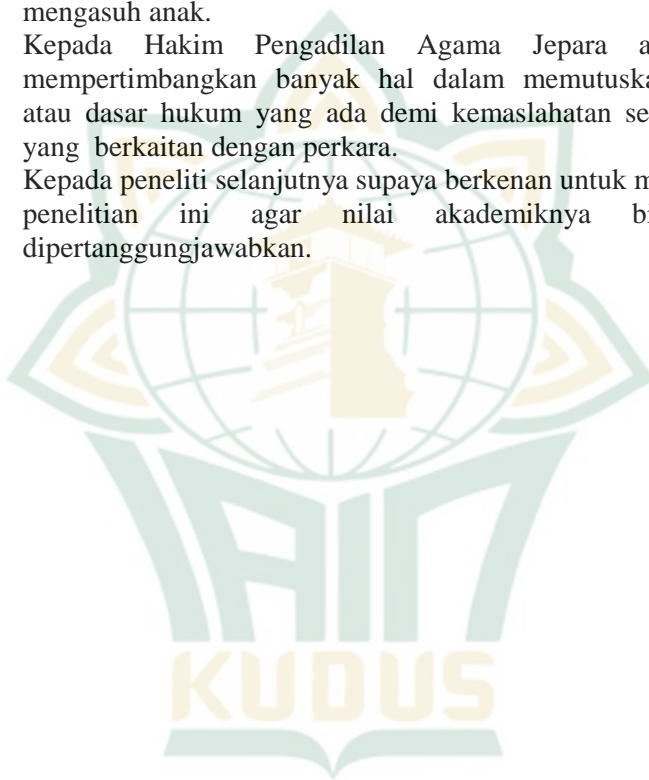 mengasuh anak.
Kepada Hakim Pengadilan Agama Jepara a
mempertimbangkan banyak hal dalam memutuska
atau dasar hukum yang ada demi kemaslahatan se
yang berkaitan dengan perkara.
Kepada peneliti selanjutnya supaya berkenan untuk m
penelitian ini agar nilai akademiknya bi
dipertanggungjawabkan.
IAIN
KUDUS